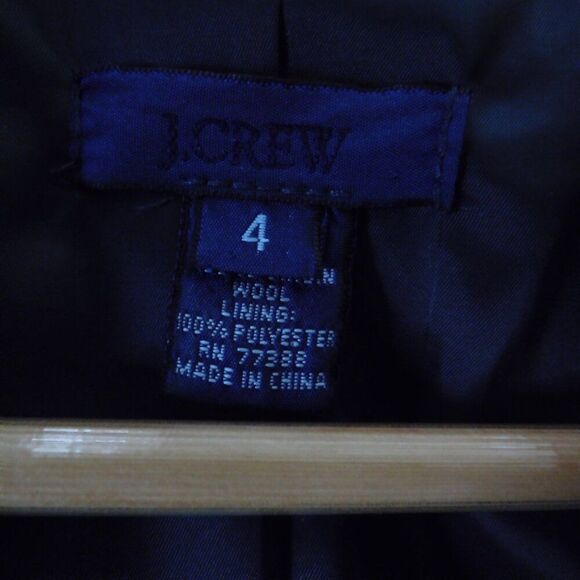 J.CREW
4
WOOL
LINING:
100% POLYESTER
RN 77388
MADE IN CHINA